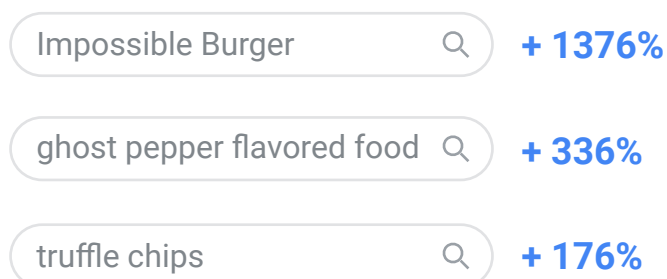 Impossible Burger + 1376%
ghost pepper flavored food + 336%
truffle chips + 176%